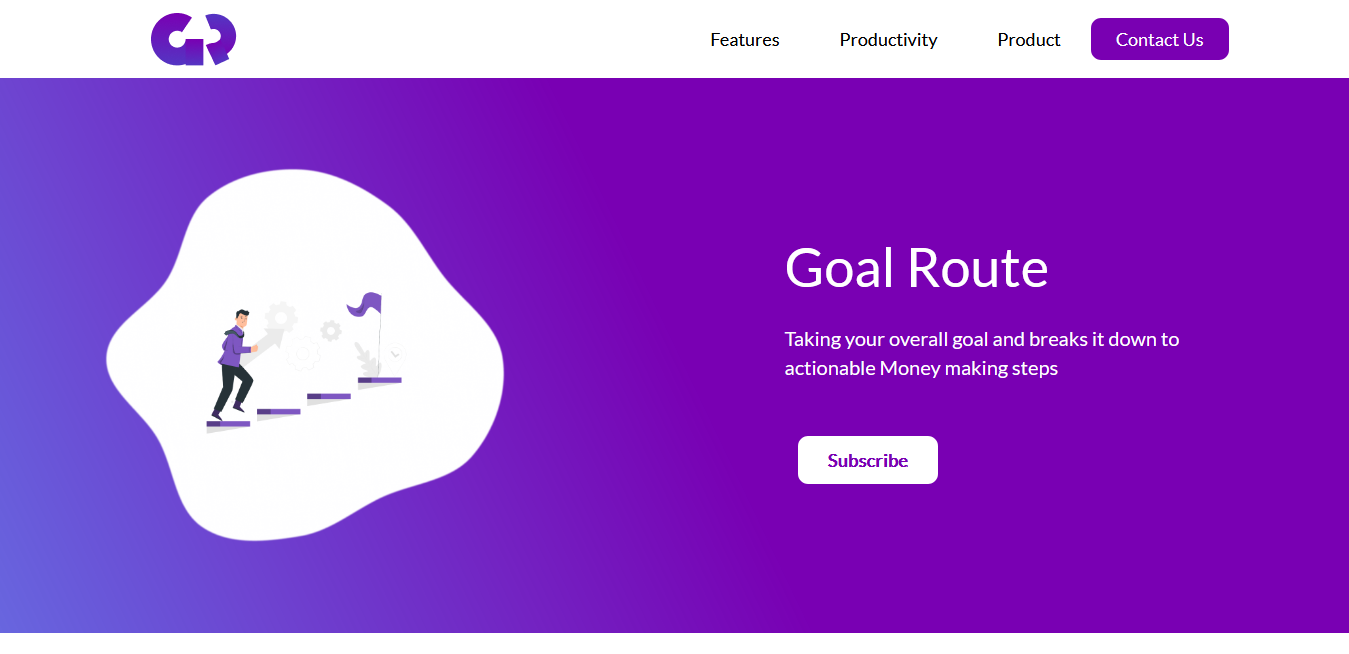 GR
Features
Productivity
Product
Contact Us
Goal Route
Taking your overall goal and breaks it down to
actionable Money making steps
Subscribe